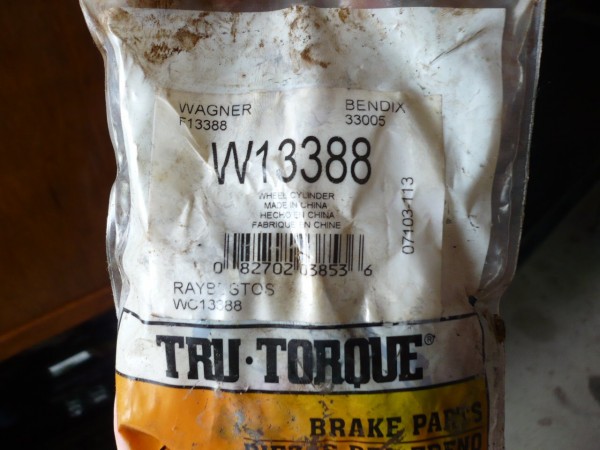 WAGNER BENDIX
F13388 33005
W13388
WHEEL CYLINDER
MADE IN CHINA
HECHO EN CHINA
FABRIQUE EN CHINE
07103-113
0 82702 03853 6
RAYBESTOS
WC13388
TRU·TORQUE®
BRAKE PARTS